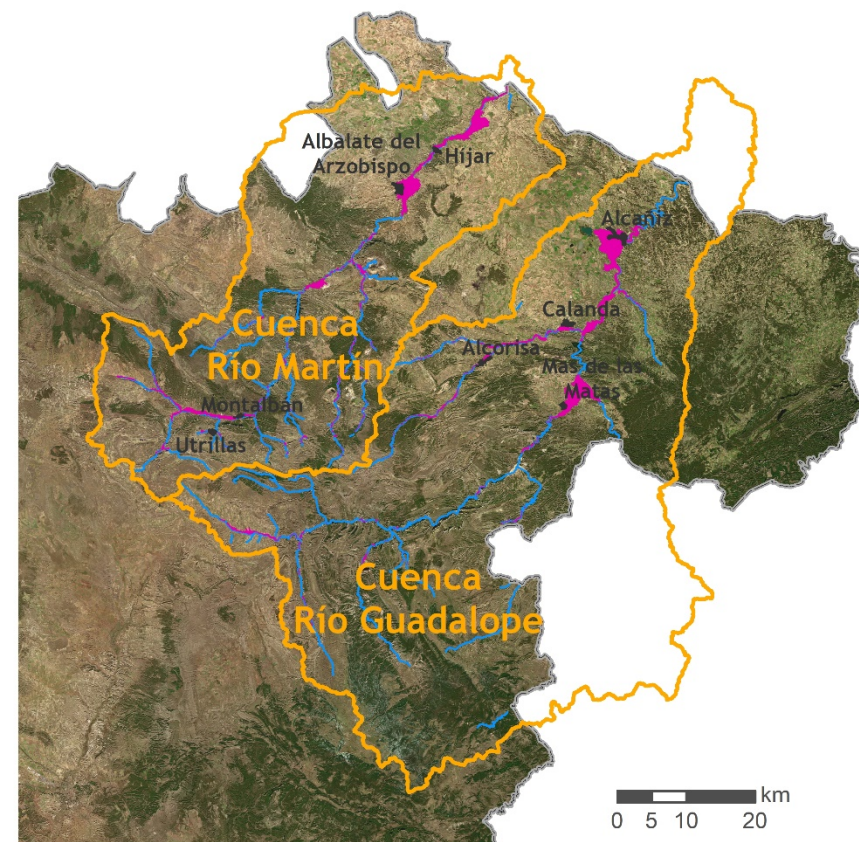 Albalate del
Arzobispo
Híjar
Alcañiz
Cuenca
Río Martín
Calanda
Alcorisa
Mas de las
Matas
Montalbán
Utrillas
Cuenca
Río Guadalope
km
0 5 10 20